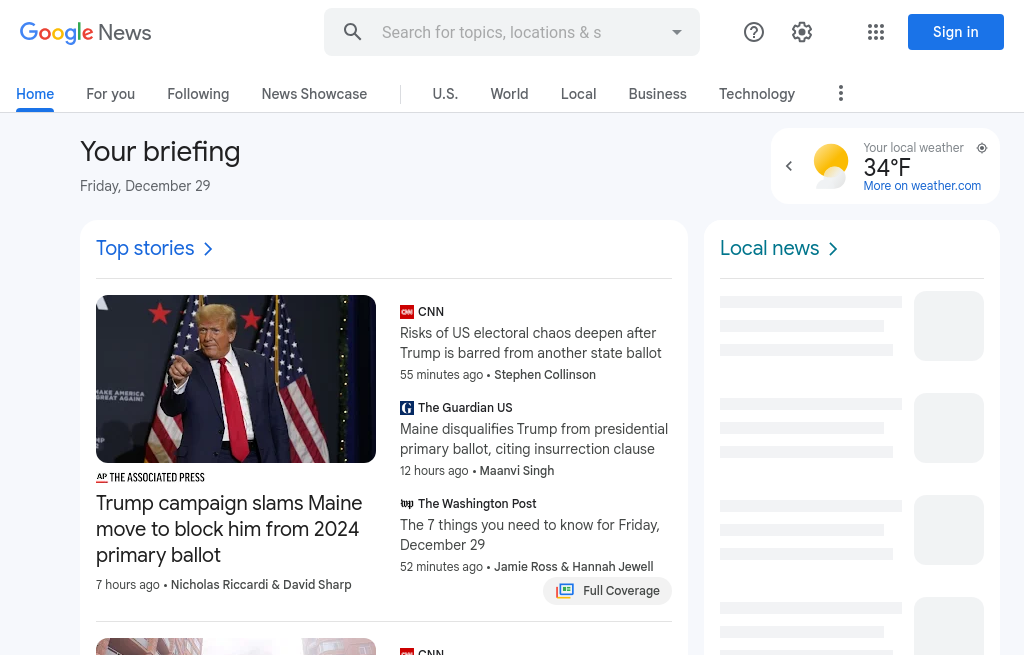 Google News
Search for topics, locations & s
Sign in
Home
For you
Following
News Showcase
U.S.
World
Local
Business
Technology
Your briefing
Friday, December 29
Your local weather
34°F
More on weather.com
Top stories
MAKE AMERICA
GREAT AGAIN!
AP THE ASSOCIATED PRESS
Trump campaign slams Maine
move to block him from 2024
primary ballot
7 hours ago • Nicholas Riccardi & David Sharp
CNN
Risks of US electoral chaos deepen after
Trump is barred from another state ballot
55 minutes ago • Stephen Collinson
The Guardian US
Maine disqualifies Trump from presidential
primary ballot, citing insurrection clause
12 hours ago • Maanvi Singh
The Washington Post
The 7 things you need to know for Friday,
December 29
52 minutes ago • Jamie Ross & Hannah Jewell
Full Coverage
CNN
Local news